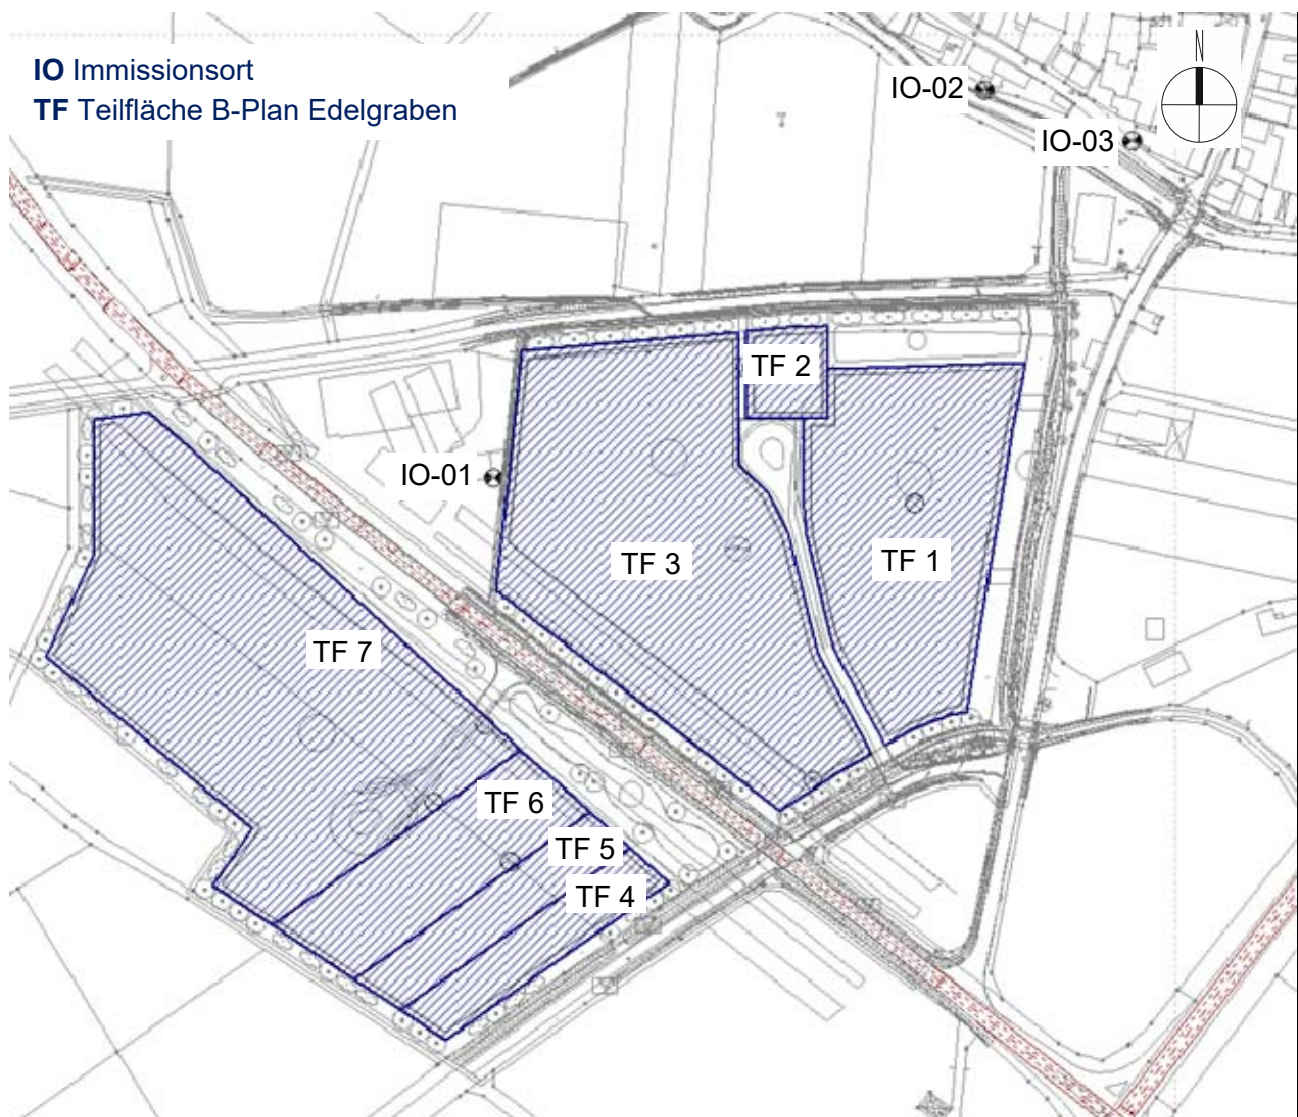 IO Immissionsort
TF Teilfläche B-Plan Edelgraben
N
IO-02
IO-03
TF 2
IO-01
TF 3
TF 1
TF 7
TF 6
TF 5
TF 4